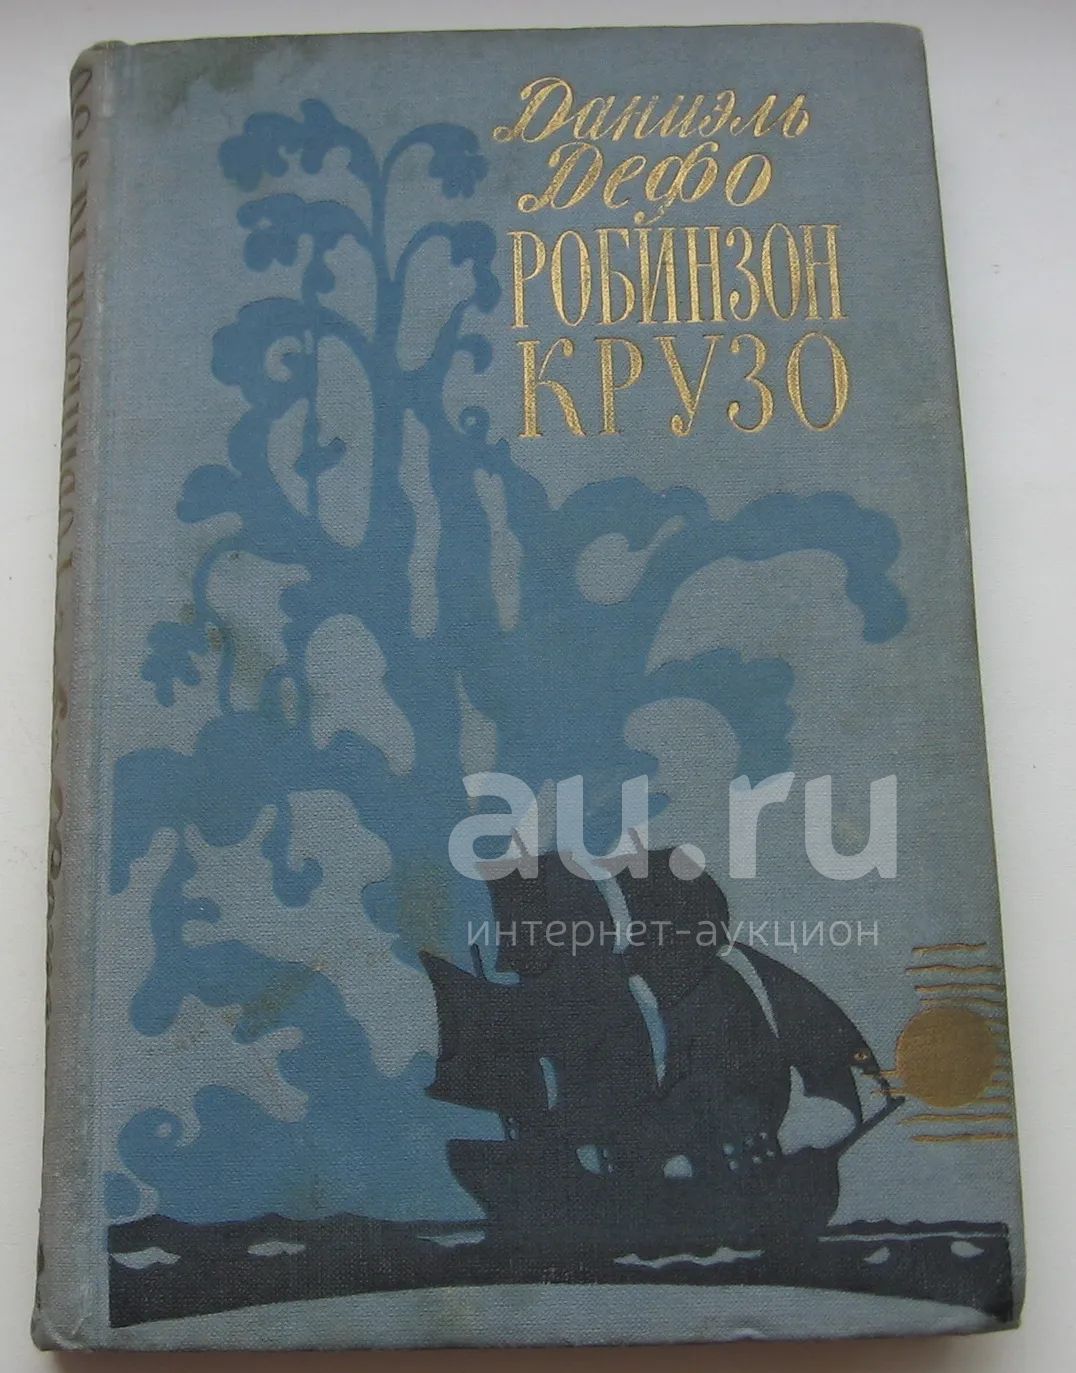 Даниэль
Дефо
РОБИНЗОН
КРУЗО
au.ru
интернет-аукцион